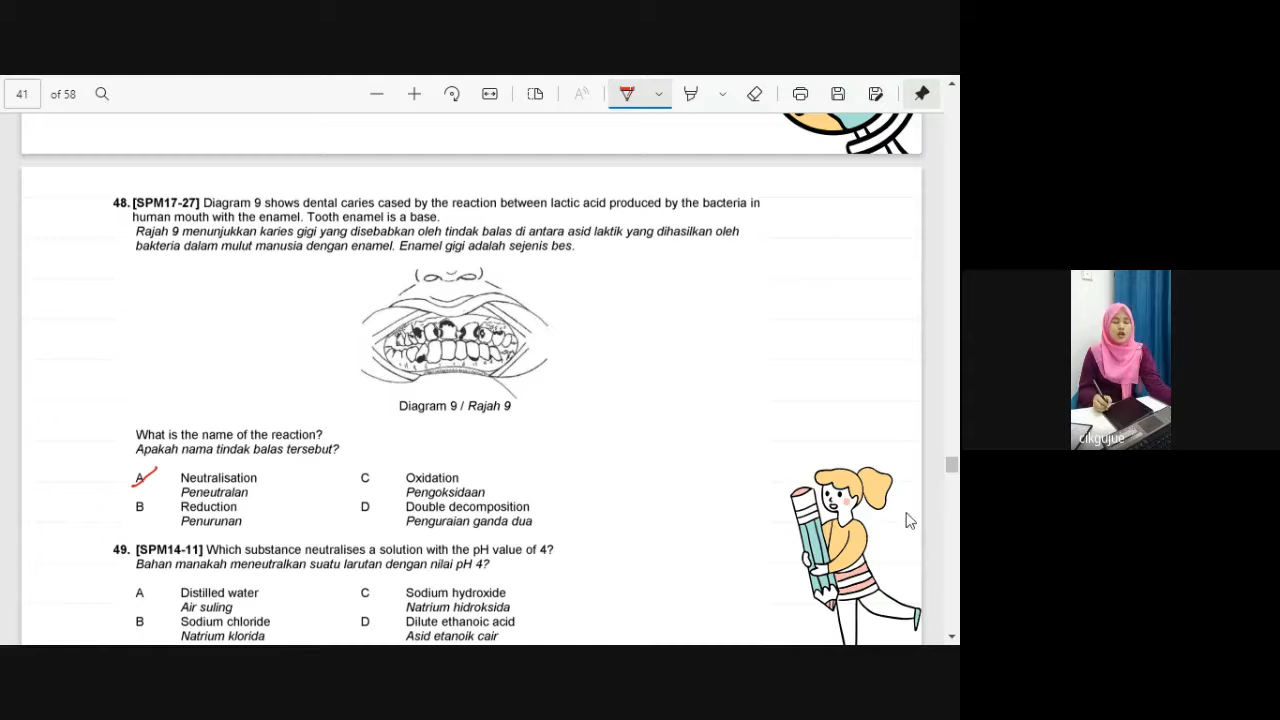 41 of 58
48. [SPM17-27] Diagram 9 shows dental caries cased by the reaction between lactic acid produced by the bacteria in
human mouth with the enamel. Tooth enamel is a base.
Rajah 9 menunjukkan karies gigi yang disebabkan oleh tindak balas di antara asid laktik yang dihasilkan oleh
bakteria dalam mulut manusia dengan enamel. Enamel gigi adalah sejenis bes.
Diagram 9 / Rajah 9
What is the name of the reaction?
Apakah nama tindak balas tersebut?
A Neutralisation C Oxidation
Peneutralan Pengoksidaan
B Reduction D Double decomposition
Penurunan Penguraian ganda dua
49. [SPM14-11] Which substance neutralises a solution with the pH value of 4?
Bahan manakah meneutralkan suatu larutan dengan nilai pH 4?
A Distilled water C Sodium hydroxide
Air suling Natrium hidroksida
B Sodium chloride D Dilute ethanoic acid
Natrium klorida Asid etanoik cair
cikgujue